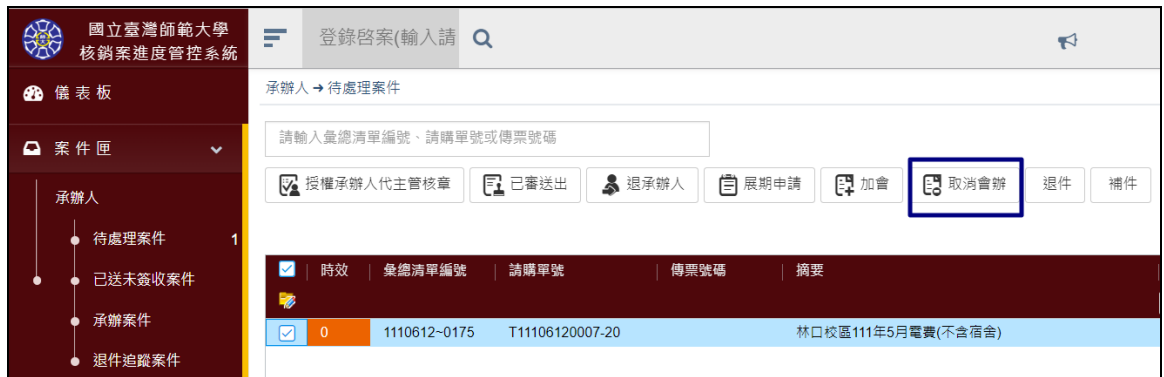 國立臺灣師範大學
核銷案進度管控系統
登錄啓案(輸入請
儀表板
承辦人➔待處理案件
請輸入彙總清單編號、請購單號或傳票號碼
案件匣
授權承辦人代主管核章 已審送出 退承辦人 展期申請 加會 取消會辦 退件 補件
承辦人
待處理案件 1
已送未簽收案件
承辦案件
退件追蹤案件
時效 彙總清單編號 請購單號 傳票號碼 摘要
0 1110612~0175 T11106120007-20 林口校區111年5月電費(不含宿舍)